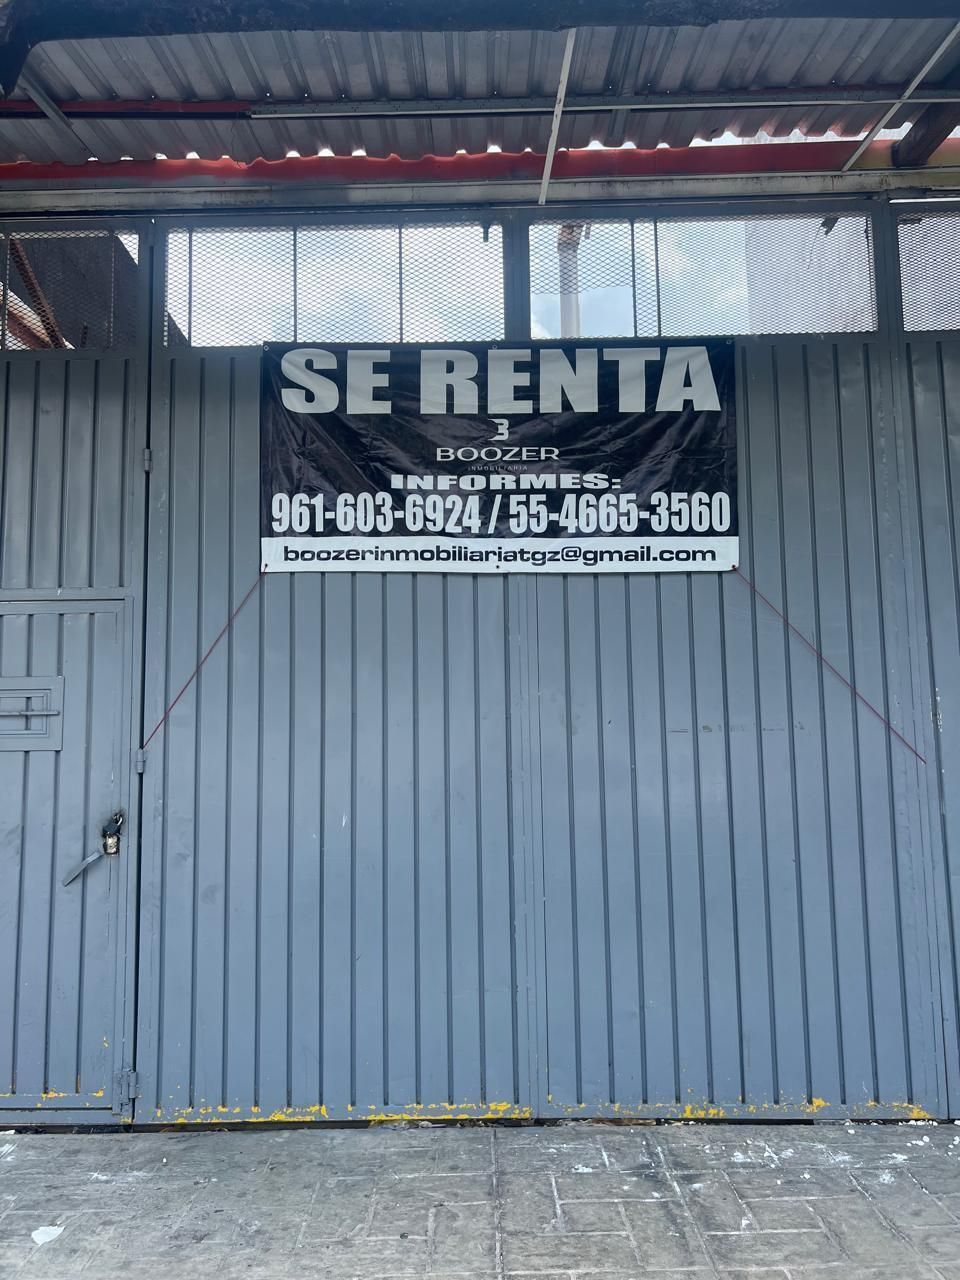 SE RENTA
B
BOOZER
INMOBILIARIA
INFORMES:
961-603-6924 / 55-4665-3560
boozerinmobiliariatgz@gmail.com